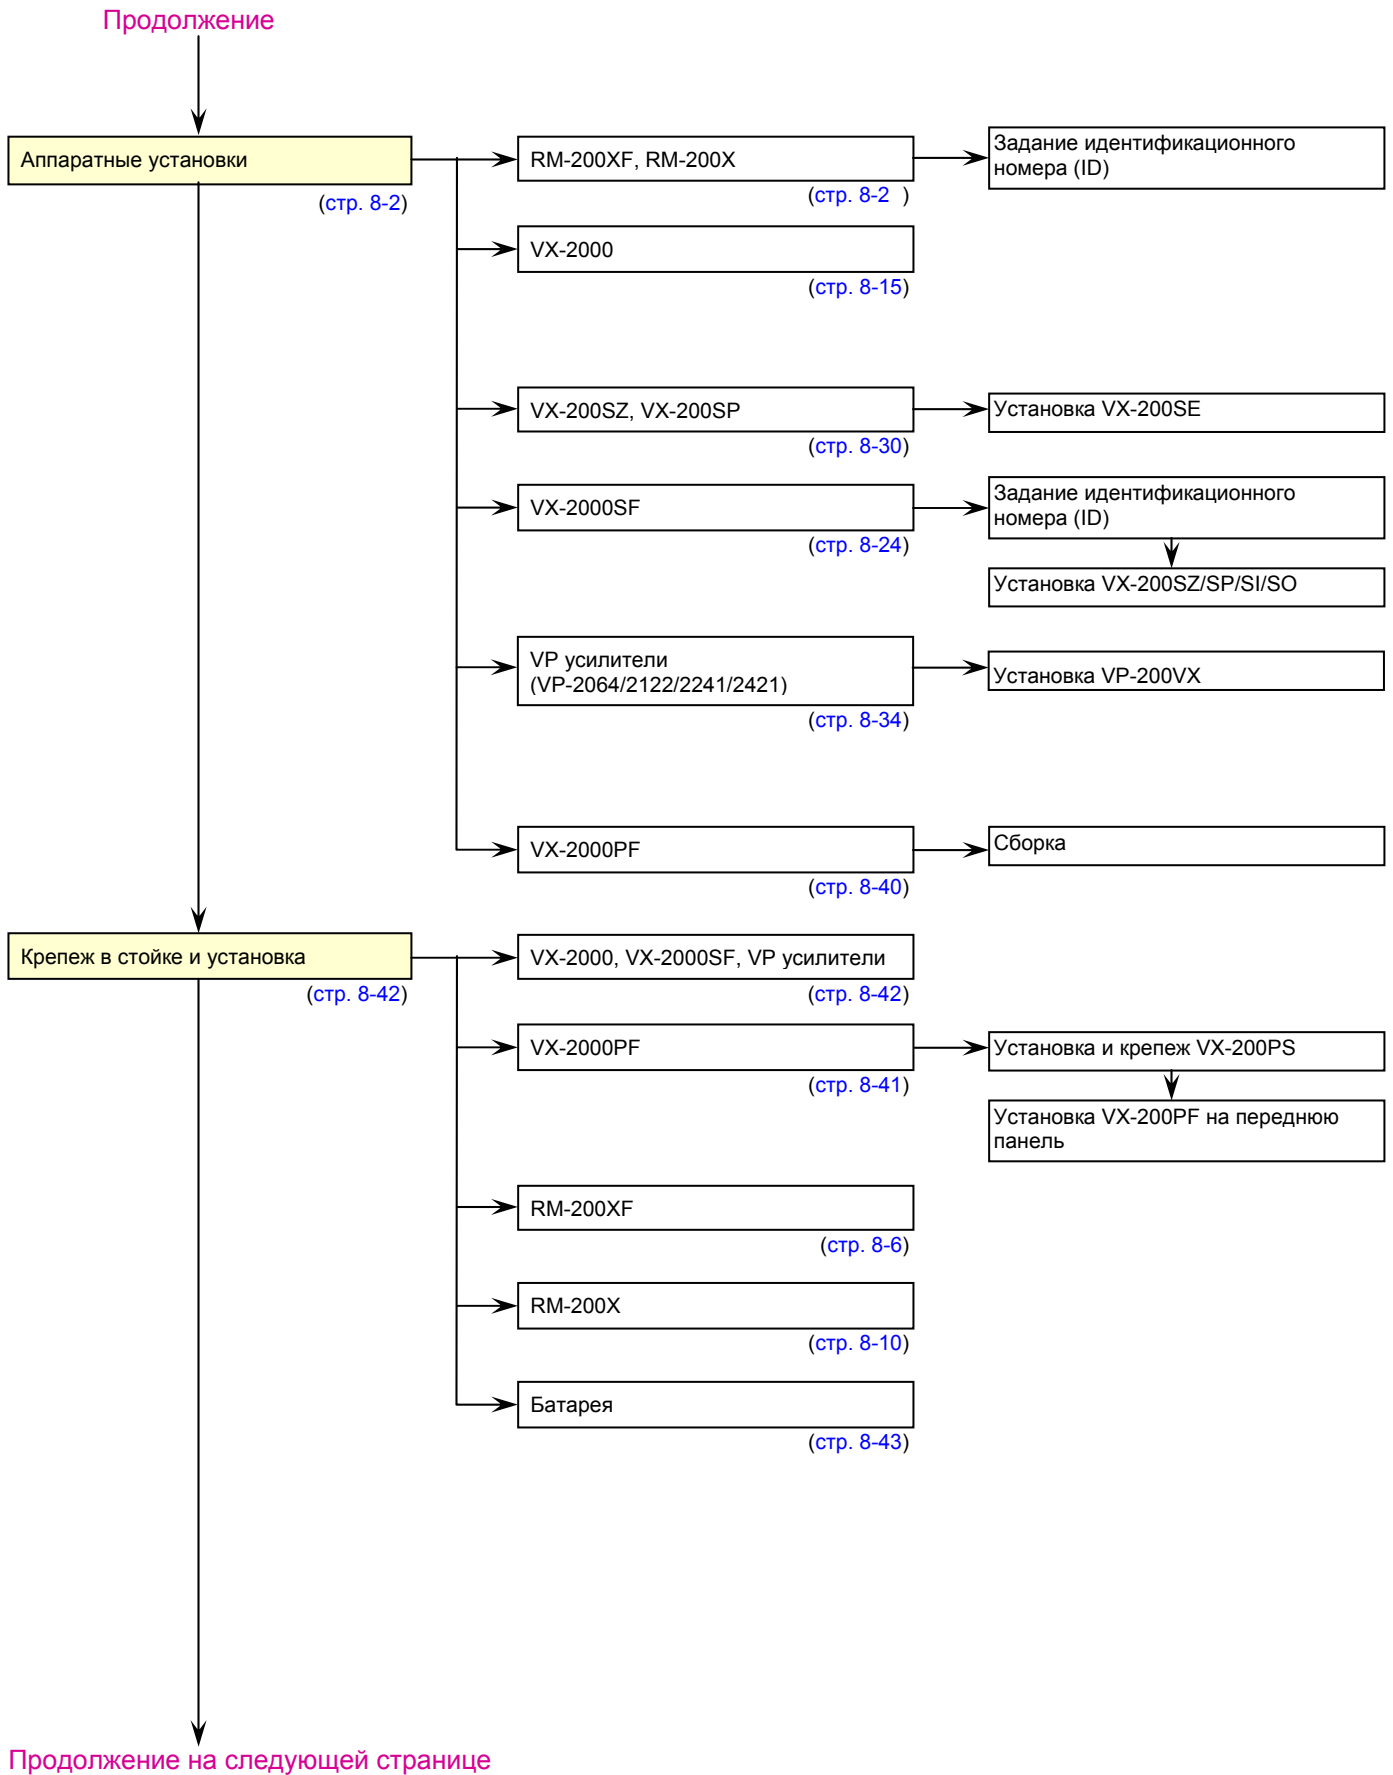 Продолжение
Аппаратные установки
(стр. 8-2)
RM-200XF, RM-200X
(стр. 8-2 )
Задание идентификационного
номера (ID)
VX-2000
(стр. 8-15)
VX-200SZ, VX-200SP
(стр. 8-30)
Установка VX-200SE
VX-2000SF
(стр. 8-24)
Задание идентификационного
номера (ID)
Установка VX-200SZ/SP/SI/SO
VP усилители
(VP-2064/2122/2241/2421)
(стр. 8-34)
Установка VP-200VX
VX-2000PF
(стр. 8-40)
Сборка
Крепеж в стойке и установка
(стр. 8-42)
VX-2000, VX-2000SF, VP усилители
(стр. 8-42)
VX-2000PF
(стр. 8-41)
Установка и крепеж VX-200PS
Установка VX-200PF на переднюю
панель
RM-200XF
(стр. 8-6)
RM-200X
(стр. 8-10)
Батарея
(стр. 8-43)
Продолжение на следующей странице